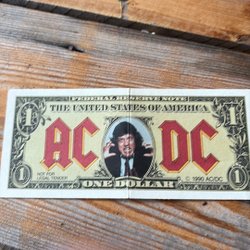 FEDERAL RESERVE NOTE
THE UNITED STATES OF AMERICA
1 1
AC DC
NOT FOR
LEGAL TENDER
© 1990 AC/DC
1 ONE DOLLAR 1